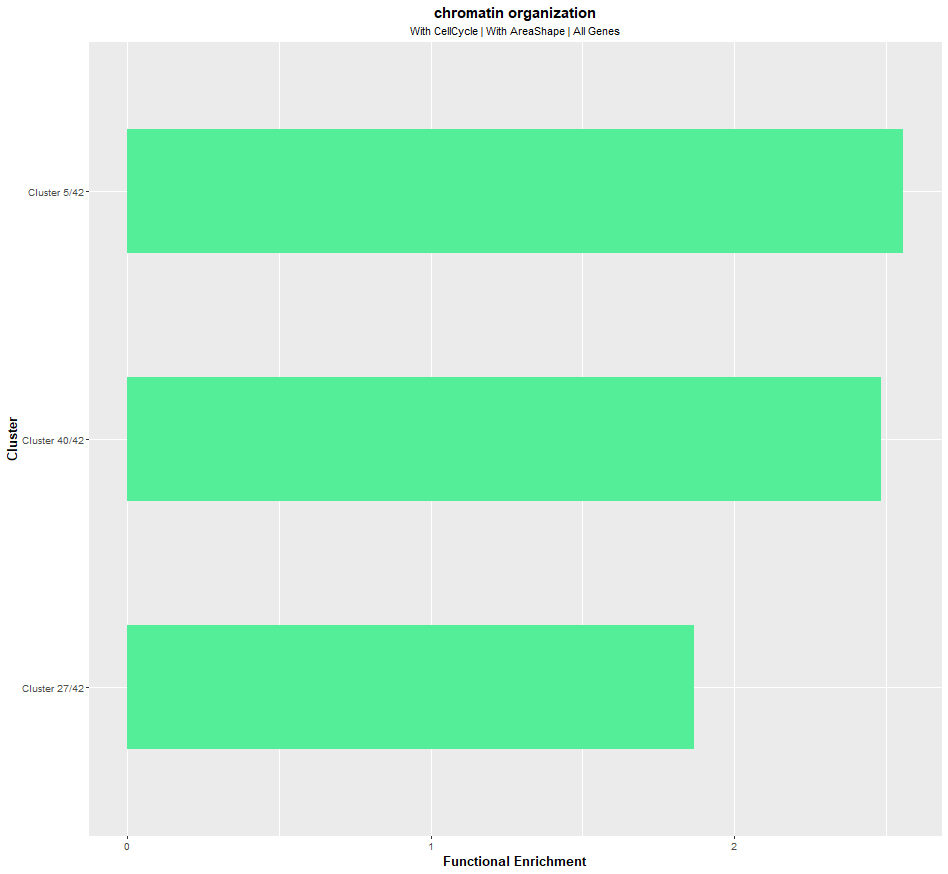 chromatin organization
With CellCycle | With AreaShape | All Genes
Cluster
Cluster 5/42
Cluster 40/42
Cluster 27/42
0
1
2
Functional Enrichment